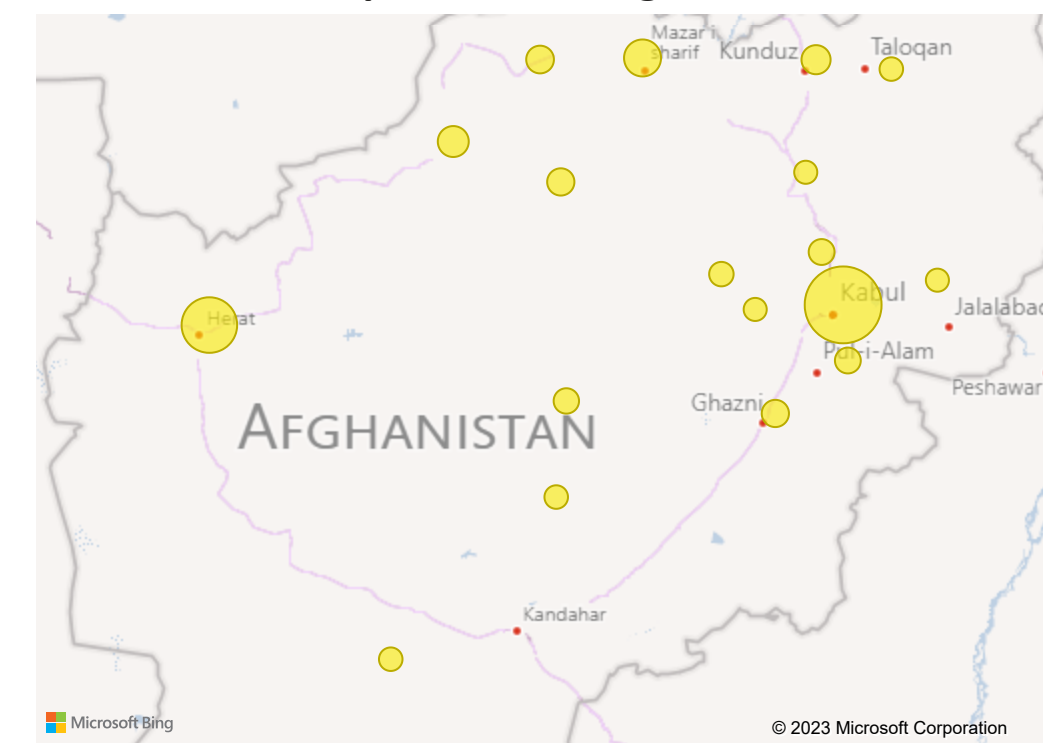 Mazar i
sharif
Kunduz
Taloqan
Kabul
Jalalabad
Herat
Pul-i-Alam
Peshawar
Ghazni
AFGHANISTAN
Kandahar
Microsoft Bing
© 2023 Microsoft Corporation